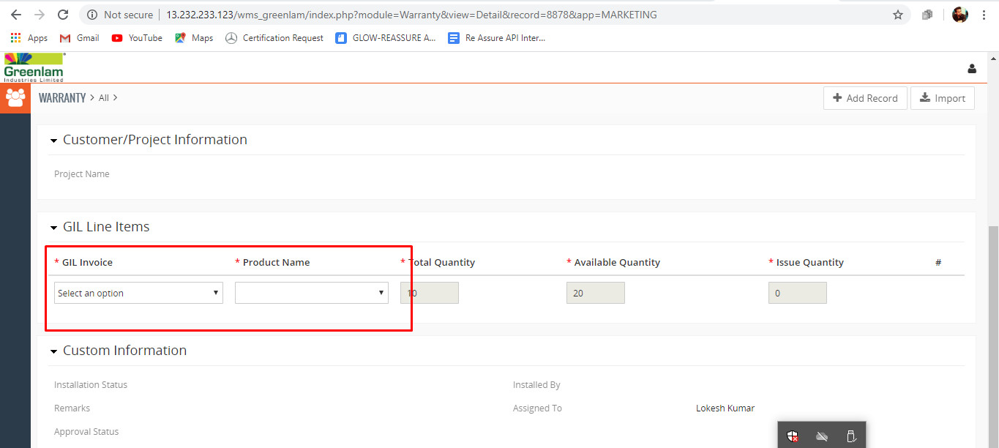 Not secure | 13.232.233.123/wms_greenlam/index.php?module=Warranty&view=Detail&record=8878&app=MARKETING
Apps Gmail YouTube Maps Certification Request GLOW-REASSURE A... Re Assure API Inter...
Greenlam
Industries Limited
WARRANTY > All > Add Record Import
Customer/Project Information
Project Name
GIL Line Items
* GIL Invoice * Product Name * Total Quantity * Available Quantity * Issue Quantity #
Select an option 10 20 0
Custom Information
Installation Status Installed By
Remarks Assigned To Lokesh Kumar
Approval Status